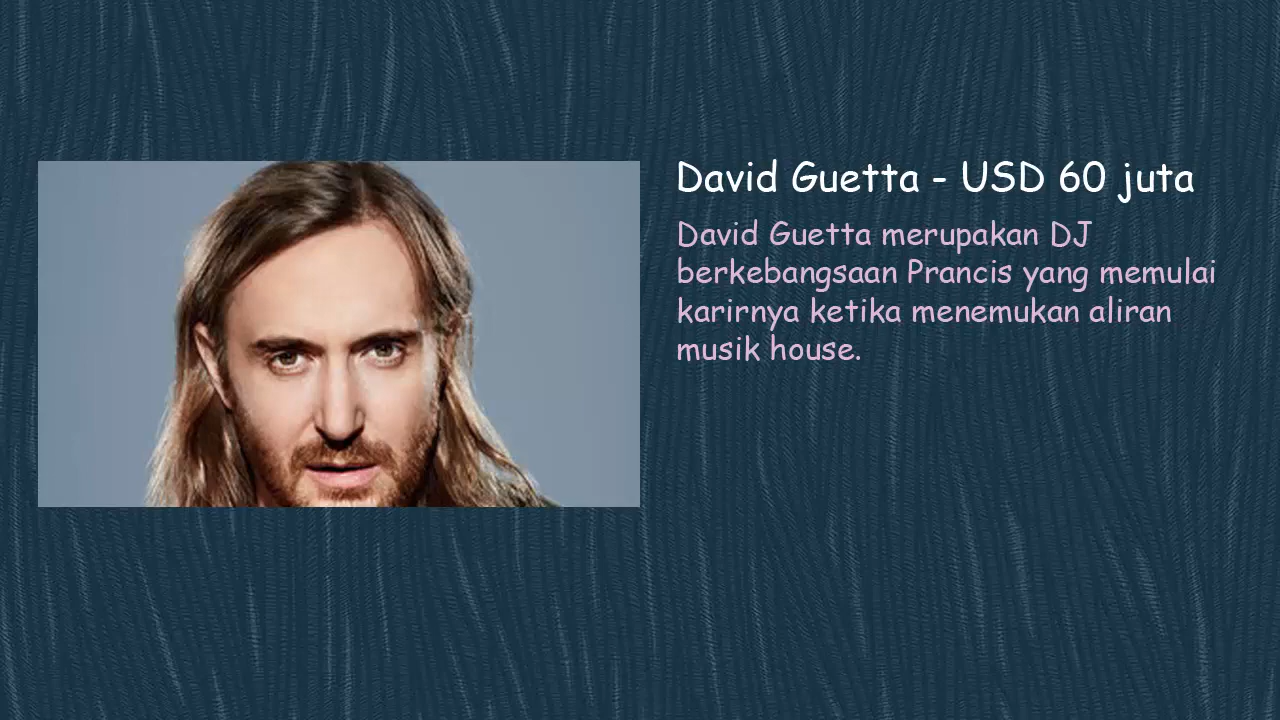 David Guetta - USD 60 juta
David Guetta merupakan DJ
berkebangsaan Prancis yang memulai
karirnya ketika menemukan aliran
musik house.